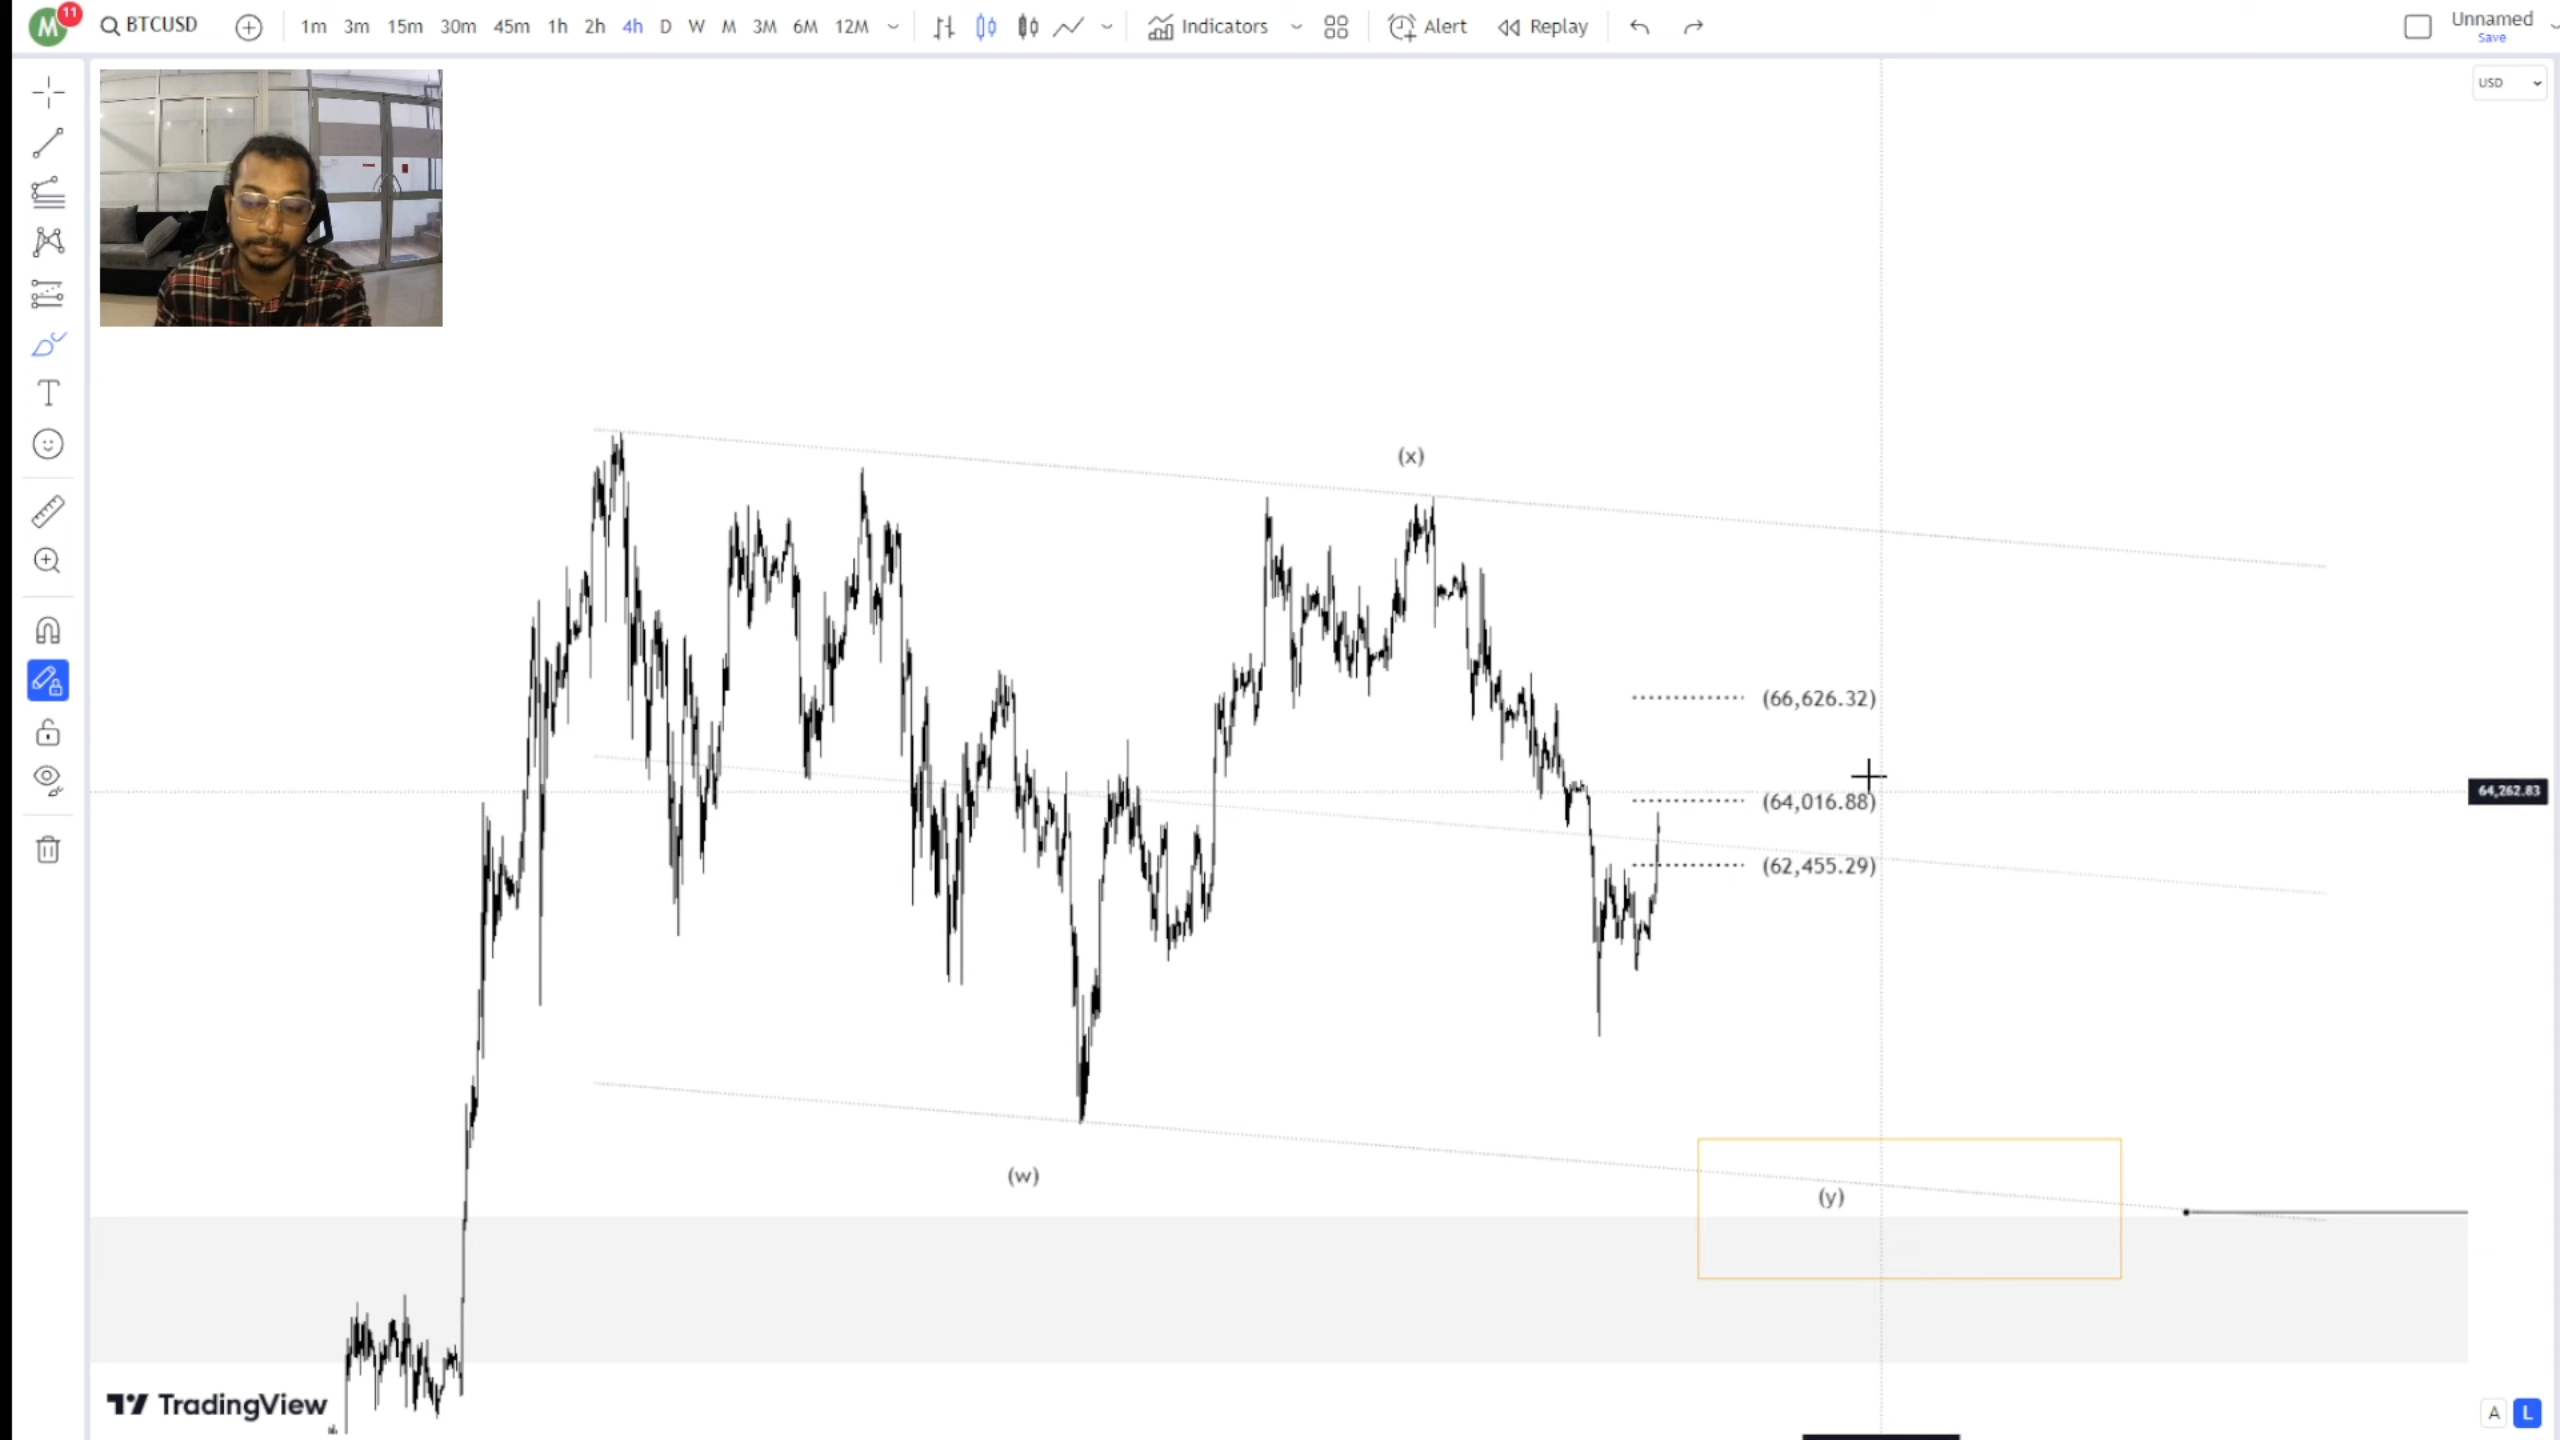 M 11 BTCUSD 1m 3m 15m 30m 45m 1h 2h 4h D W M 3M 6M 12M Indicators Alert Replay Unnamed
Save
USD
(x)
(66,626.32)
64,262.83
(64,016.88)
(62,455.29)
(w)
(y)
TradingView
A L